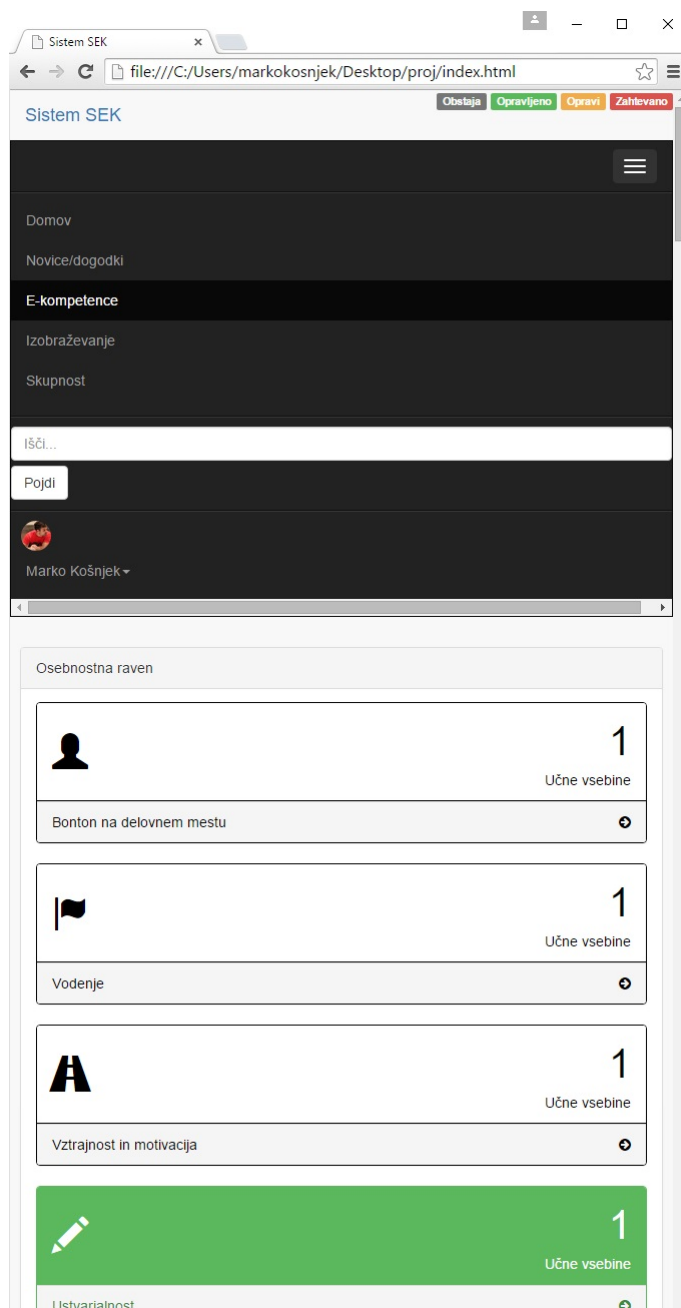 Sistem SEK
file:///C:/Users/markokosnjek/Desktop/proj/index.html
Sistem SEK
Obstaja Opravljeno Opravi Zahtevano
Domov
Novice/dogodki
E-kompetence
Izobraževanje
Skupnost
Išči...
Pojdi
Marko Košnjek
Osebnostna raven
1
Učne vsebine
Bonton na delovnem mestu
1
Učne vsebine
Vodenje
1
Učne vsebine
Vztrajnost in motivacija
1
Učne vsebine
Ustvarjalnost